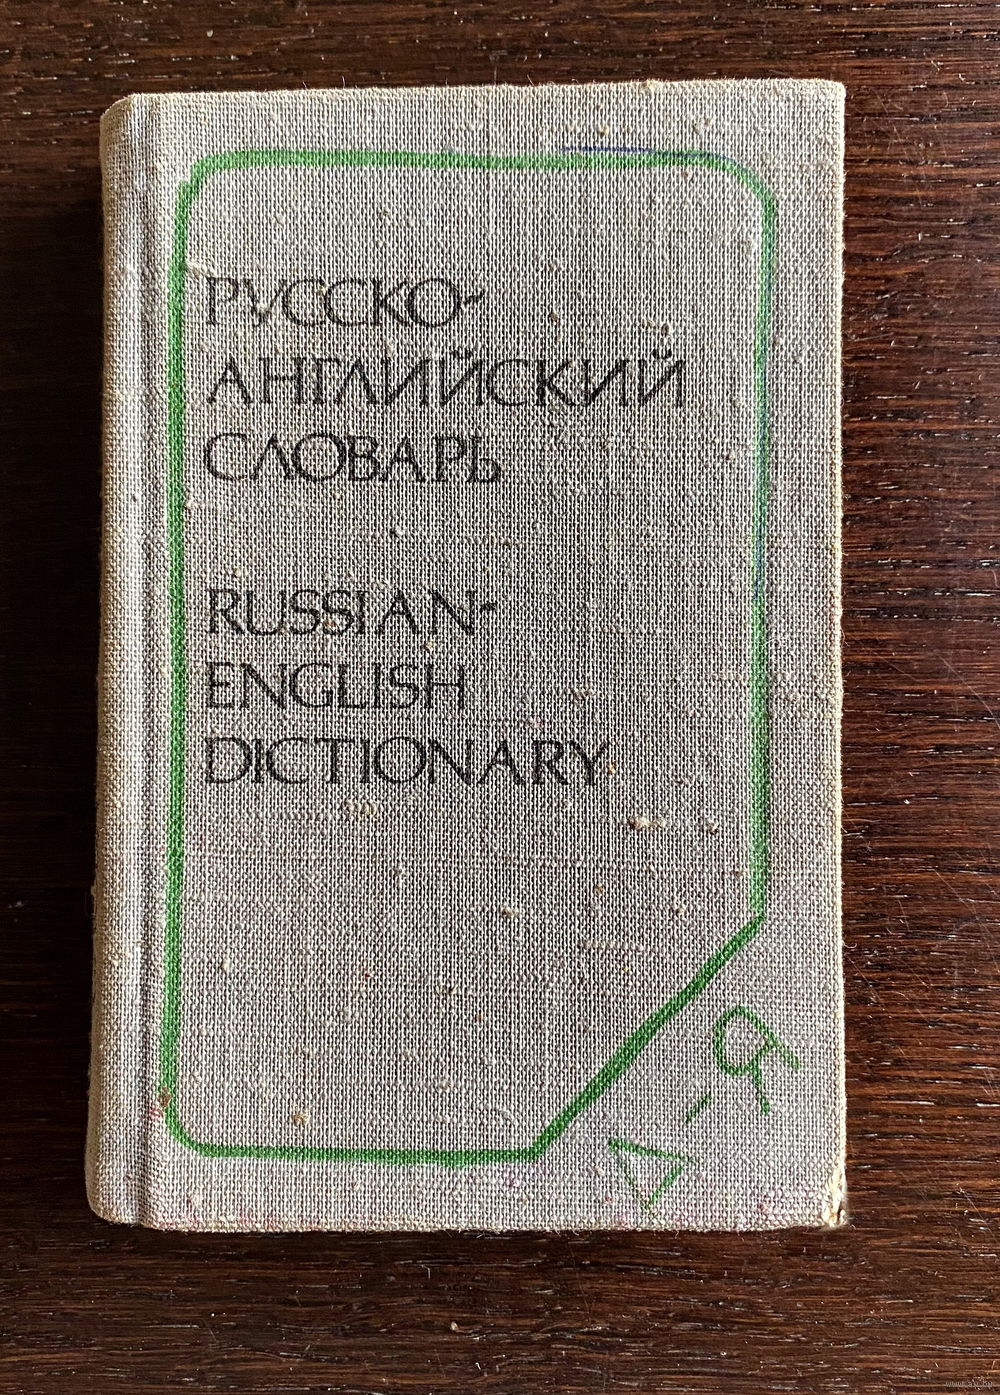 РУССКО-
АНГЛИЙСКИЙ
СЛОВАРЬ
RUSSIAN-
ENGLISH
DICTIONARY
А-Я